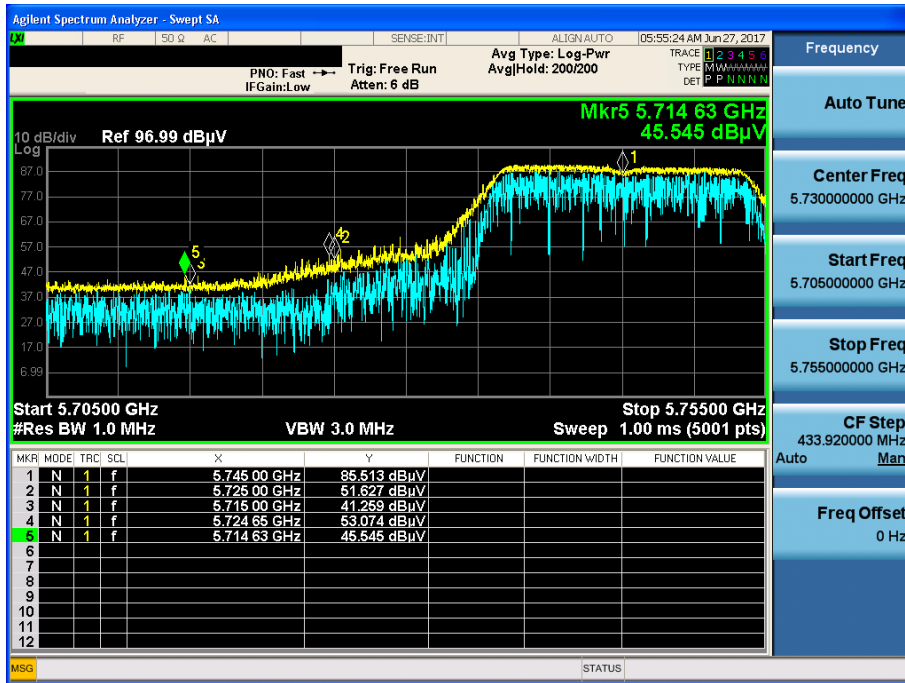 Agilent Spectrum Analyzer - Swept SA
LXI RF 50 Ω AC SENSE:INT ALIGN AUTO 05:55:24 AM Jun 27, 2017
PNO: Fast Trig: Free Run Avg Type: Log-Pwr TRACE 1 2 3 4 5 6
IFGain:Low Atten: 6 dB Avg|Hold: 200/200 TYPE M W W W W W
DET P P N N N N
Mkr5 5.714 63 GHz
45.545 dBµV
10 dB/div Ref 96.99 dBµV
Log
87.0
77.0
67.0
57.0
47.0
37.0
27.0
17.0
6.99
1
4 2
5
3
Start 5.70500 GHz Stop 5.75500 GHz
#Res BW 1.0 MHz VBW 3.0 MHz Sweep 1.00 ms (5001 pts)
MKR MODE TRC SCL X Y FUNCTION FUNCTION WIDTH FUNCTION VALUE
1 N 1 f 5.745 00 GHz 85.513 dBµV
2 N 1 f 5.725 00 GHz 51.627 dBµV
3 N 1 f 5.715 00 GHz 41.259 dBµV
4 N 1 f 5.724 65 GHz 53.074 dBµV
5 N 1 f 5.714 63 GHz 45.545 dBµV
6
7
8
9
10
11
12
MSG STATUS
Frequency
Auto Tune
Center Freq
5.730000000 GHz
Start Freq
5.705000000 GHz
Stop Freq
5.755000000 GHz
CF Step
433.920000 MHz
Auto Man
Freq Offset
0 Hz